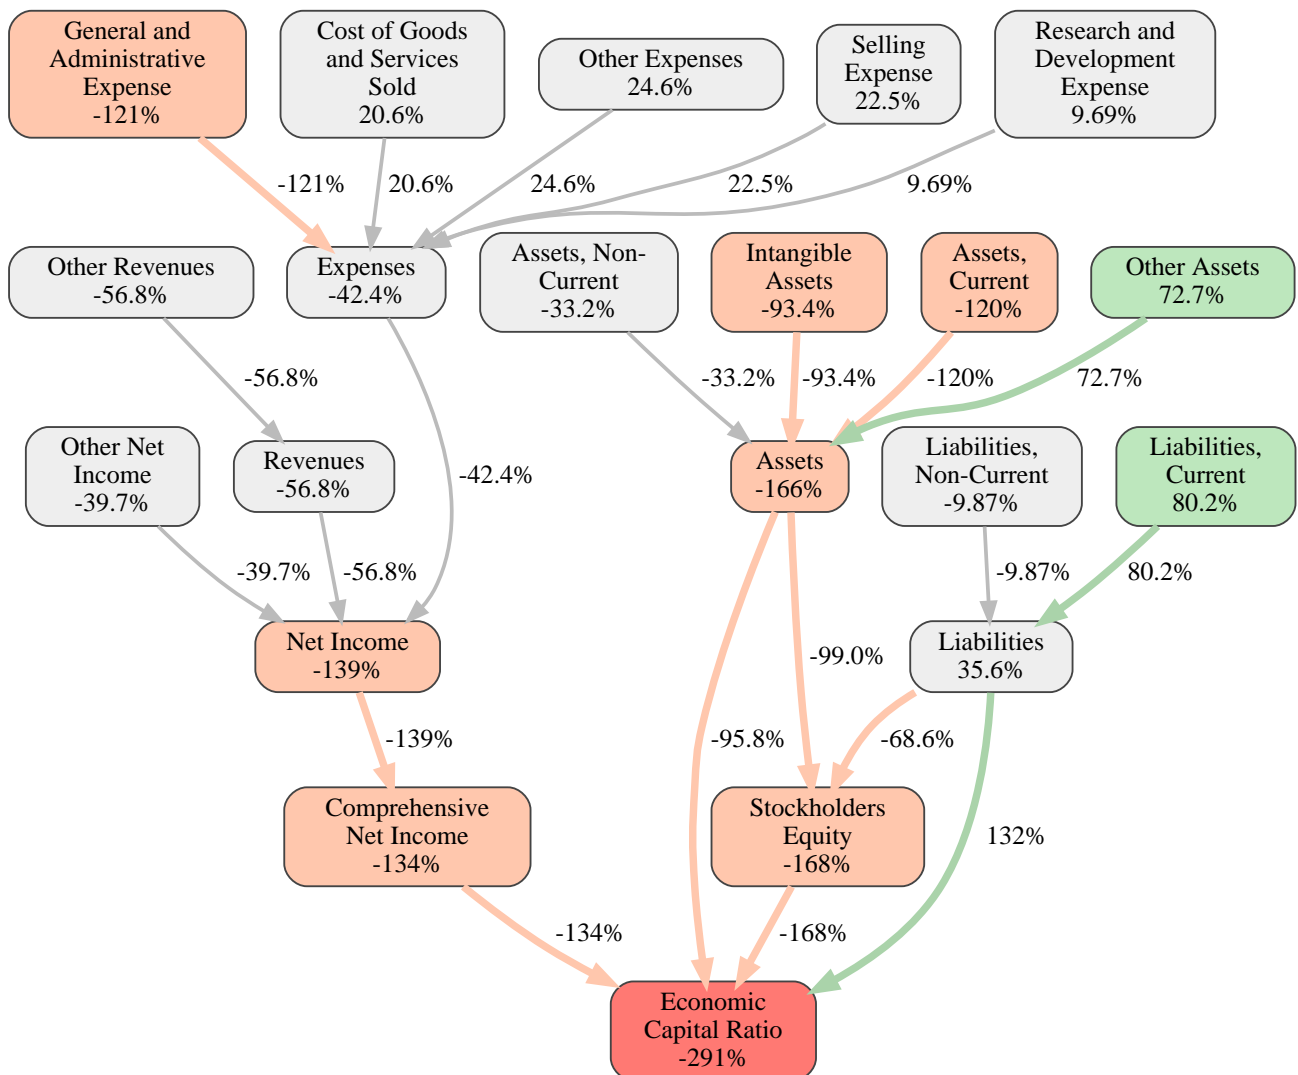 General and
Administrative
Expense
-121%
Cost of Goods
and Services
Sold
20.6%
Other Expenses
24.6%
Selling
Expense
22.5%
Research and
Development
Expense
9.69%
-121%
20.6%
24.6%
22.5%
9.69%
Other Revenues
-56.8%
Expenses
-42.4%
Assets, Non-
Current
-33.2%
Intangible
Assets
-93.4%
Assets,
Current
-120%
Other Assets
72.7%
-56.8%
-33.2%
-93.4%
-120%
72.7%
Other Net
Income
-39.7%
Revenues
-56.8%
-42.4%
Assets
-166%
Liabilities,
Non-Current
-9.87%
Liabilities,
Current
80.2%
-39.7%
-56.8%
-9.87%
80.2%
Net Income
-139%
-99.0%
Liabilities
35.6%
-139%
-95.8%
-68.6%
Comprehensive
Net Income
-134%
Stockholders
Equity
-168%
132%
-134%
-168%
Economic
Capital Ratio
-291%